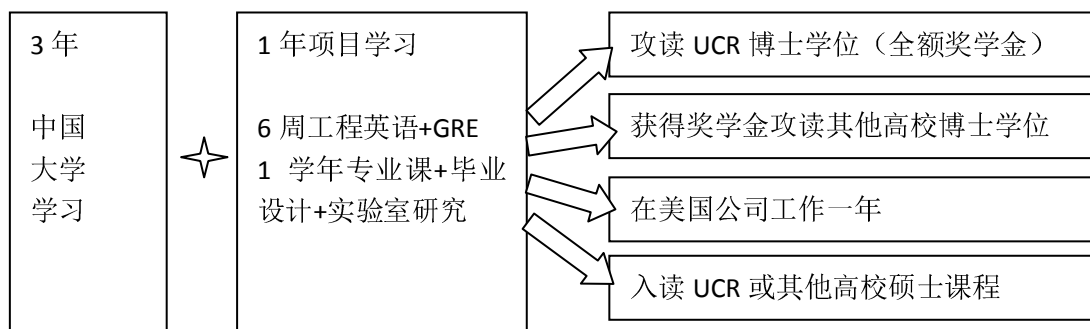 3 年
中国
大学
学习
1 年项目学习
6 周工程英语+GRE
1 学年专业课+毕业
设计+实验室研究
攻读 UCR 博士学位（全额奖学金）
获得奖学金攻读其他高校博士学位
在美国公司工作一年
入读 UCR 或其他高校硕士课程